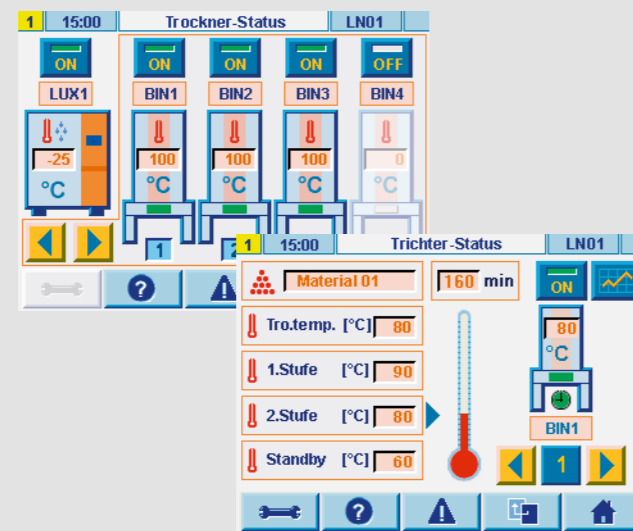 1 15:00 Trockner-Status LN01
ON ON ON ON OFF
LUX1 BIN1 BIN2 BIN3 BIN4
-25 100 100 100 0
°C °C °C °C °C
1 2
1 15:00 Trichter-Status LN01
Material 01 160 min ON
Tro.temp. [°C] 80 80
°C
1.Stufe [°C] 90
2.Stufe [°C] 80 BIN1
Standby [°C] 60 1
?
?